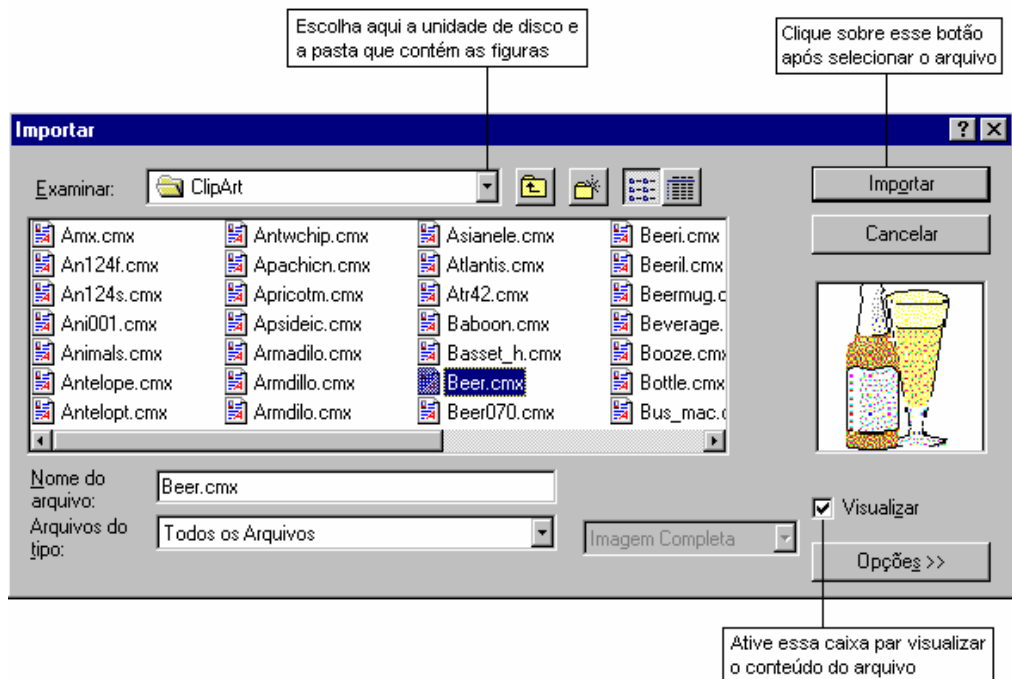 Escolha aqui a unidade de disco e
a pasta que contém as figuras
Clique sobre esse botão
após selecionar o arquivo
Importar
Examinar:
ClipArt
Importar
Cancelar
Amx.cmx
An124f.cmx
An124s.cmx
Ani001.cmx
Animals.cmx
Antelope.cmx
Antelopt.cmx
Antwchip.cmx
Apachicn.cmx
Apricotm.cmx
Apsideic.cmx
Armadilo.cmx
Armdillo.cmx
Armdilo.cmx
Asianele.cmx
Atlantis.cmx
Atr42.cmx
Baboon.cmx
Basset_h.cmx
Beer.cmx
Beer070.cmx
Beeri.cmx
Beeril.cmx
Beermug.c
Beverage.
Booze.cmx
Bottle.cmx
Bus_mac.c
Nome do
arquivo:
Beer.cmx
Arquivos do
tipo:
Todos os Arquivos
Imagem Completa
Visualizar
Opções >>
Ative essa caixa par visualizar
o conteúdo do arquivo